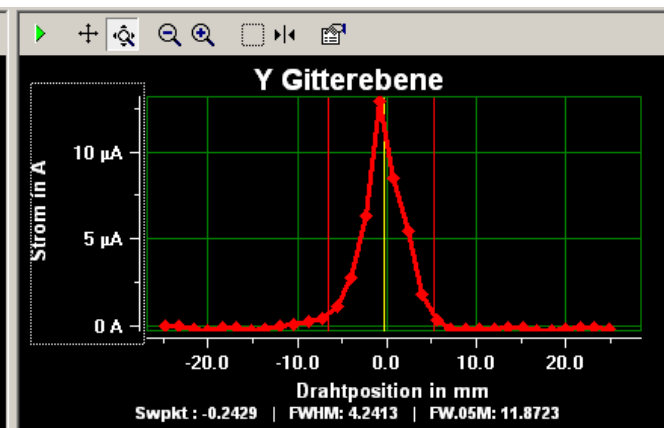 Y Gitterebene
Strom in A
10 µA
5 µA
0 A
-20.0 -10.0 0.0 10.0 20.0
Drahtposition in mm
Swpkt : -0.2429 | FWHM: 4.2413 | FW.05M: 11.8723